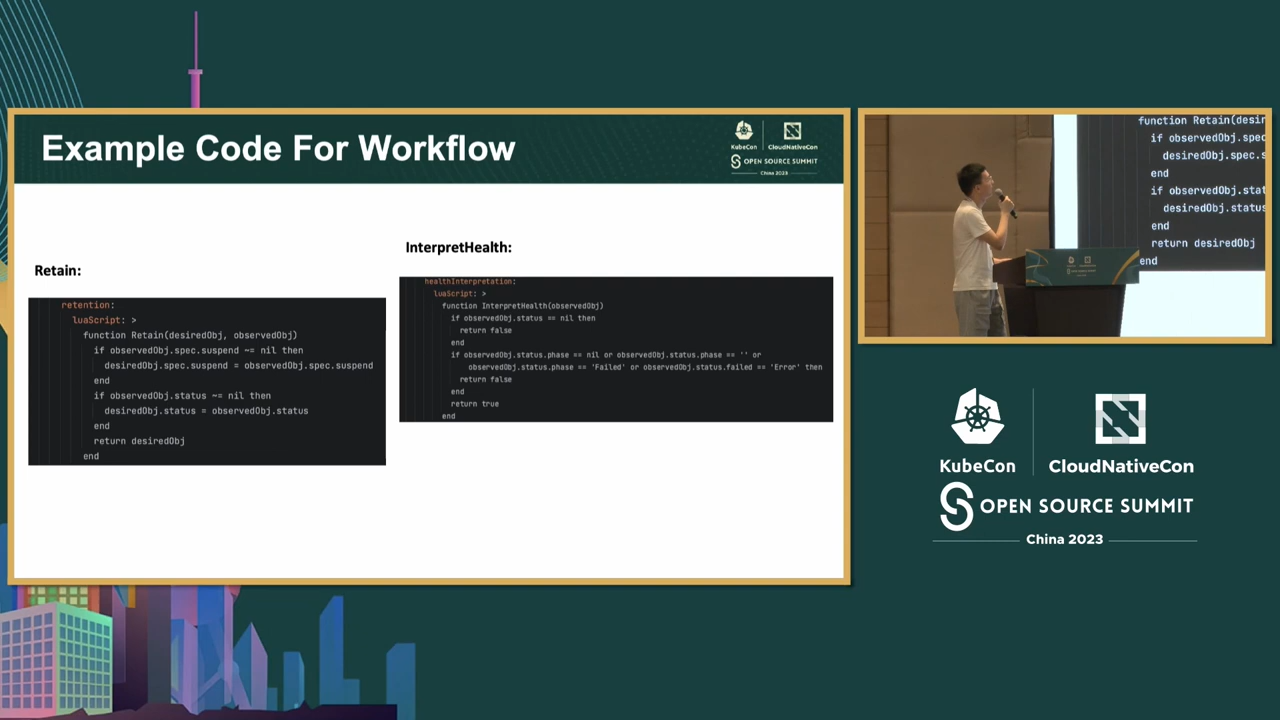 Example Code For Workflow
KubeCon CloudNativeCon
OPEN SOURCE SUMMIT
China 2023
Retain:
retention:
luaScript: >
function Retain(desiredObj, observedObj)
if observedObj.spec.suspend ~= nil then
desiredObj.spec.suspend = observedObj.spec.suspend
end
if observedObj.status ~= nil then
desiredObj.status = observedObj.status
end
return desiredObj
end
InterpretHealth:
healthInterpretation:
luaScript: >
function InterpretHealth(observedObj)
if observedObj.status == nil then
return false
end
if observedObj.status.phase == nil or observedObj.status.phase == '' or
observedObj.status.phase == 'Failed' or observedObj.status.failed == 'Error' then
return false
end
return true
end
function Retain(desir
if observedObj.spec
desiredObj.spec.s
end
if observedObj.stat
desiredObj.status
end
return desiredObj
end
KubeCon CloudNativeCon
OPEN SOURCE SUMMIT
China 2023